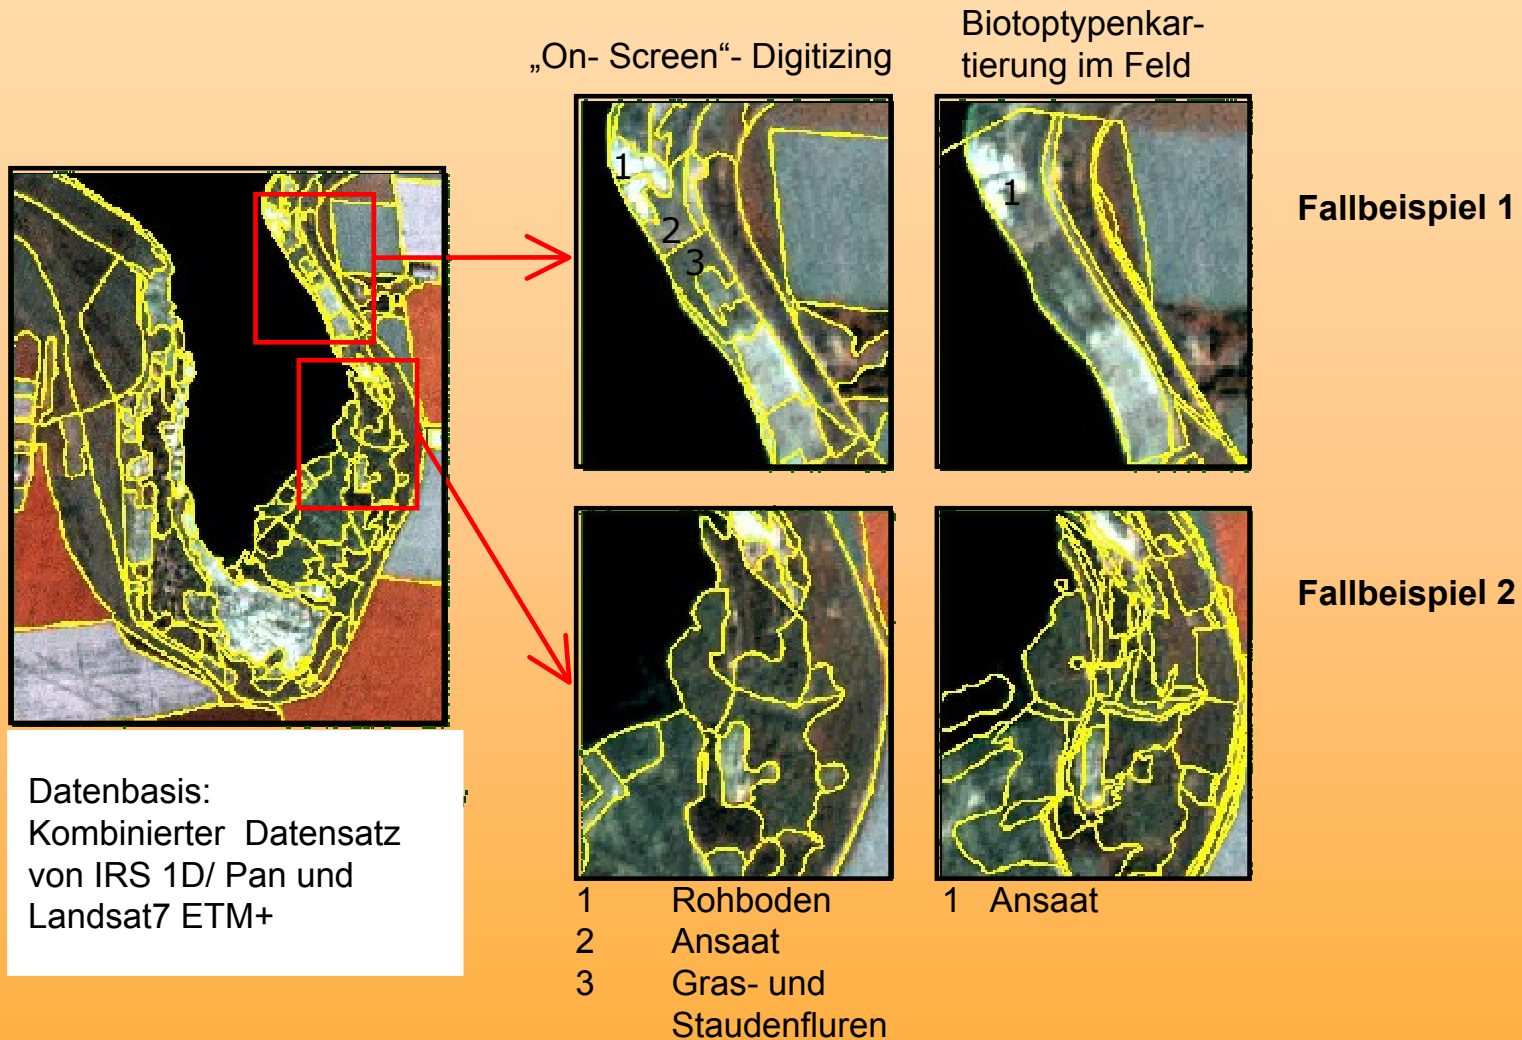 „On- Screen“- Digitizing
Biotoptypenkar-
tierung im Feld
1
2
3
1
Fallbeispiel 1
Fallbeispiel 2
Datenbasis:
Kombinierter Datensatz
von IRS 1D/ Pan und
Landsat7 ETM+
1 Rohboden
2 Ansaat
3 Gras- und
Staudenfluren
1 Ansaat